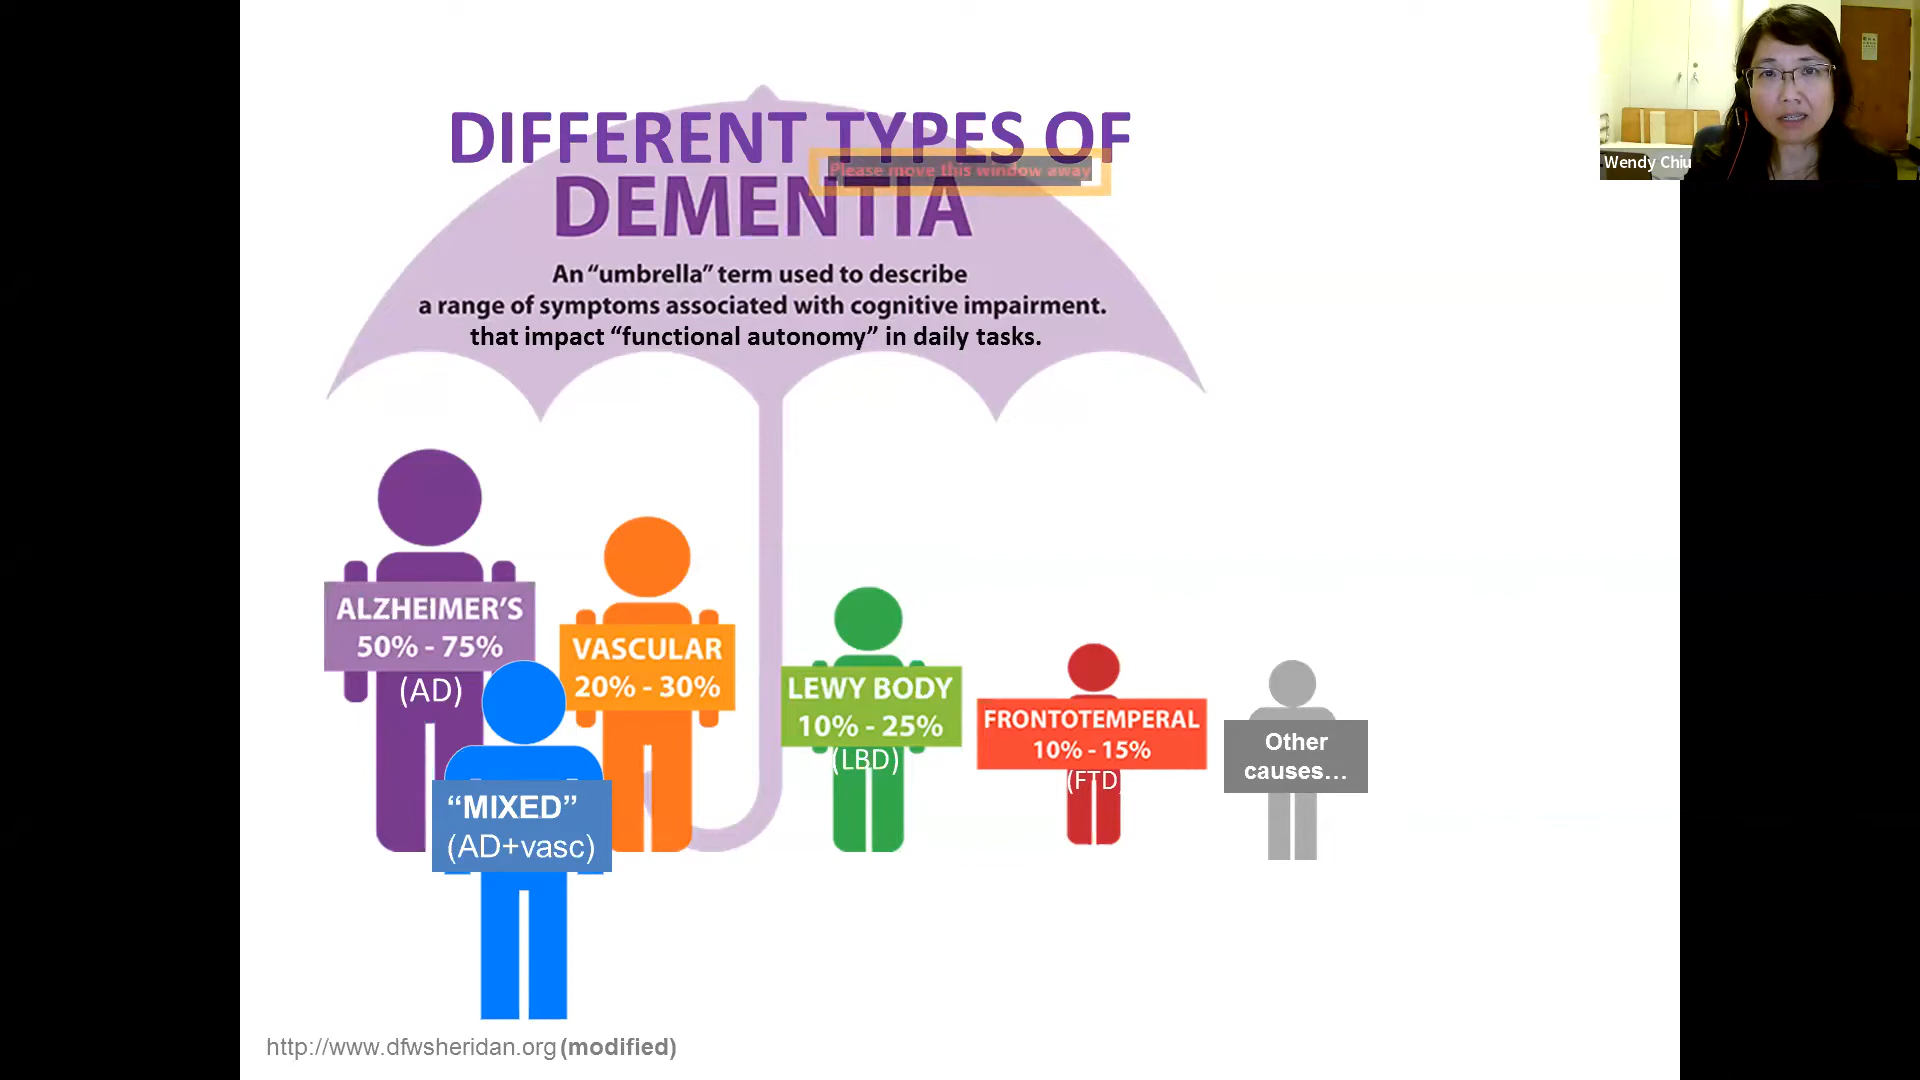 DIFFERENT TYPES OF
Please move this window away
DEMENTIA
An “umbrella” term used to describe
a range of symptoms associated with cognitive impairment.
that impact “functional autonomy” in daily tasks.
ALZHEIMER’S
50% - 75%
(AD)
VASCULAR
20% - 30%
“MIXED”
(AD+vasc)
LEWY BODY
10% - 25%
(LBD)
FRONTOTEMPERAL
10% - 15%
(FTD)
Other
causes...
http://www.dfwsheridan.org (modified)
Wendy Chiu